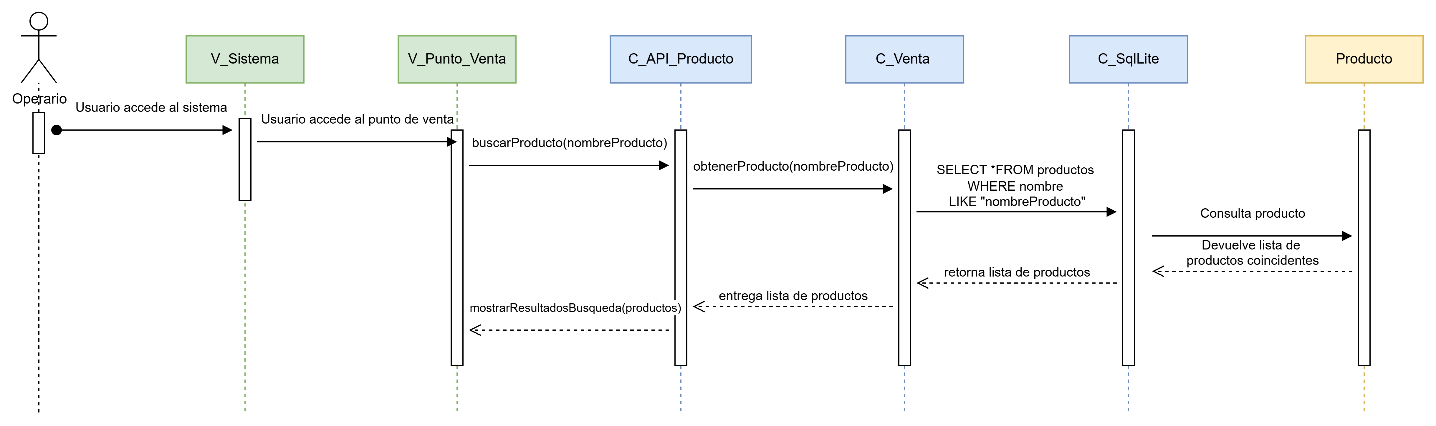 V_Sistema
V_Punto_Venta
C_API_Producto
C_Venta
C_SqlLite
Producto
Operario
Usuario accede al sistema
Usuario accede al punto de venta
buscarProducto(nombreProducto)
obtenerProducto(nombreProducto)
SELECT *FROM productos
WHERE nombre
LIKE "nombreProducto"
Consulta producto
Devuelve lista de
productos coincidentes
retorna lista de productos
entrega lista de productos
mostrarResultadosBusqueda(productos)